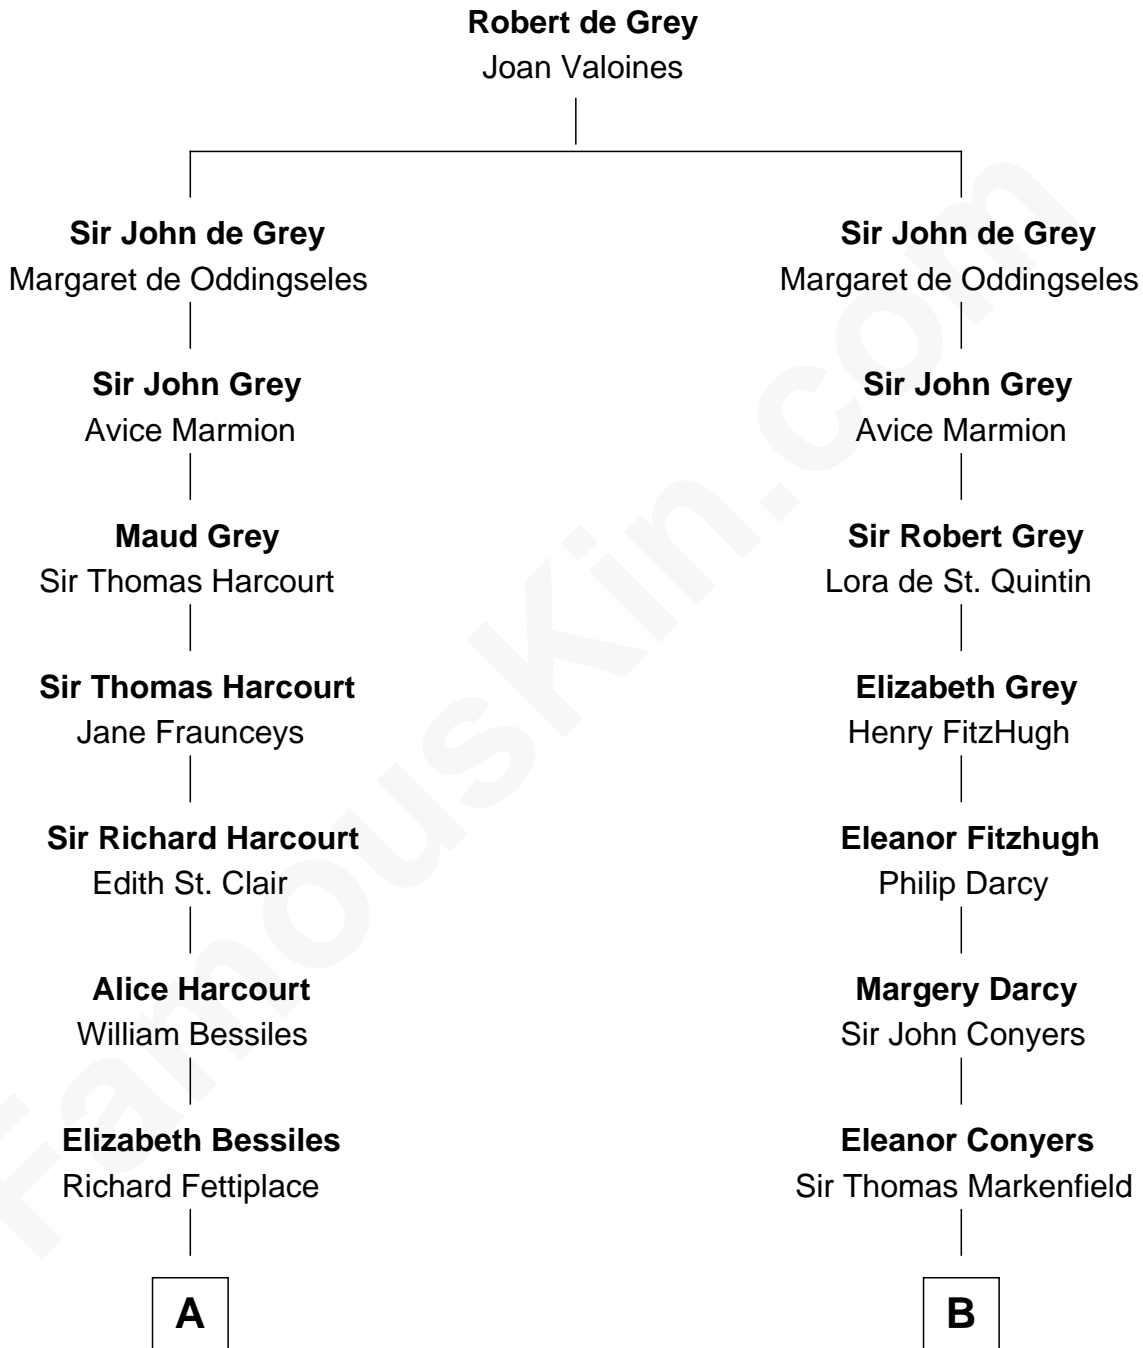 Robert de Grey
Joan Valoines
Sir John de Grey
Margaret de Oddingseles
Sir John de Grey
Margaret de Oddingseles
Sir John Grey
Avice Marmion
Sir John Grey
Avice Marmion
Maud Grey
Sir Thomas Harcourt
Sir Robert Grey
Lora de St. Quintin
Sir Thomas Harcourt
Jane Fraunceys
Elizabeth Grey
Henry FitzHugh
Sir Richard Harcourt
Edith St. Clair
Eleanor Fitzhugh
Philip Darcy
Alice Harcourt
William Bessiles
Margery Darcy
Sir John Conyers
Elizabeth Bessiles
Richard Fettiplace
Eleanor Conyers
Sir Thomas Markenfield
A
B
FamousKin.com